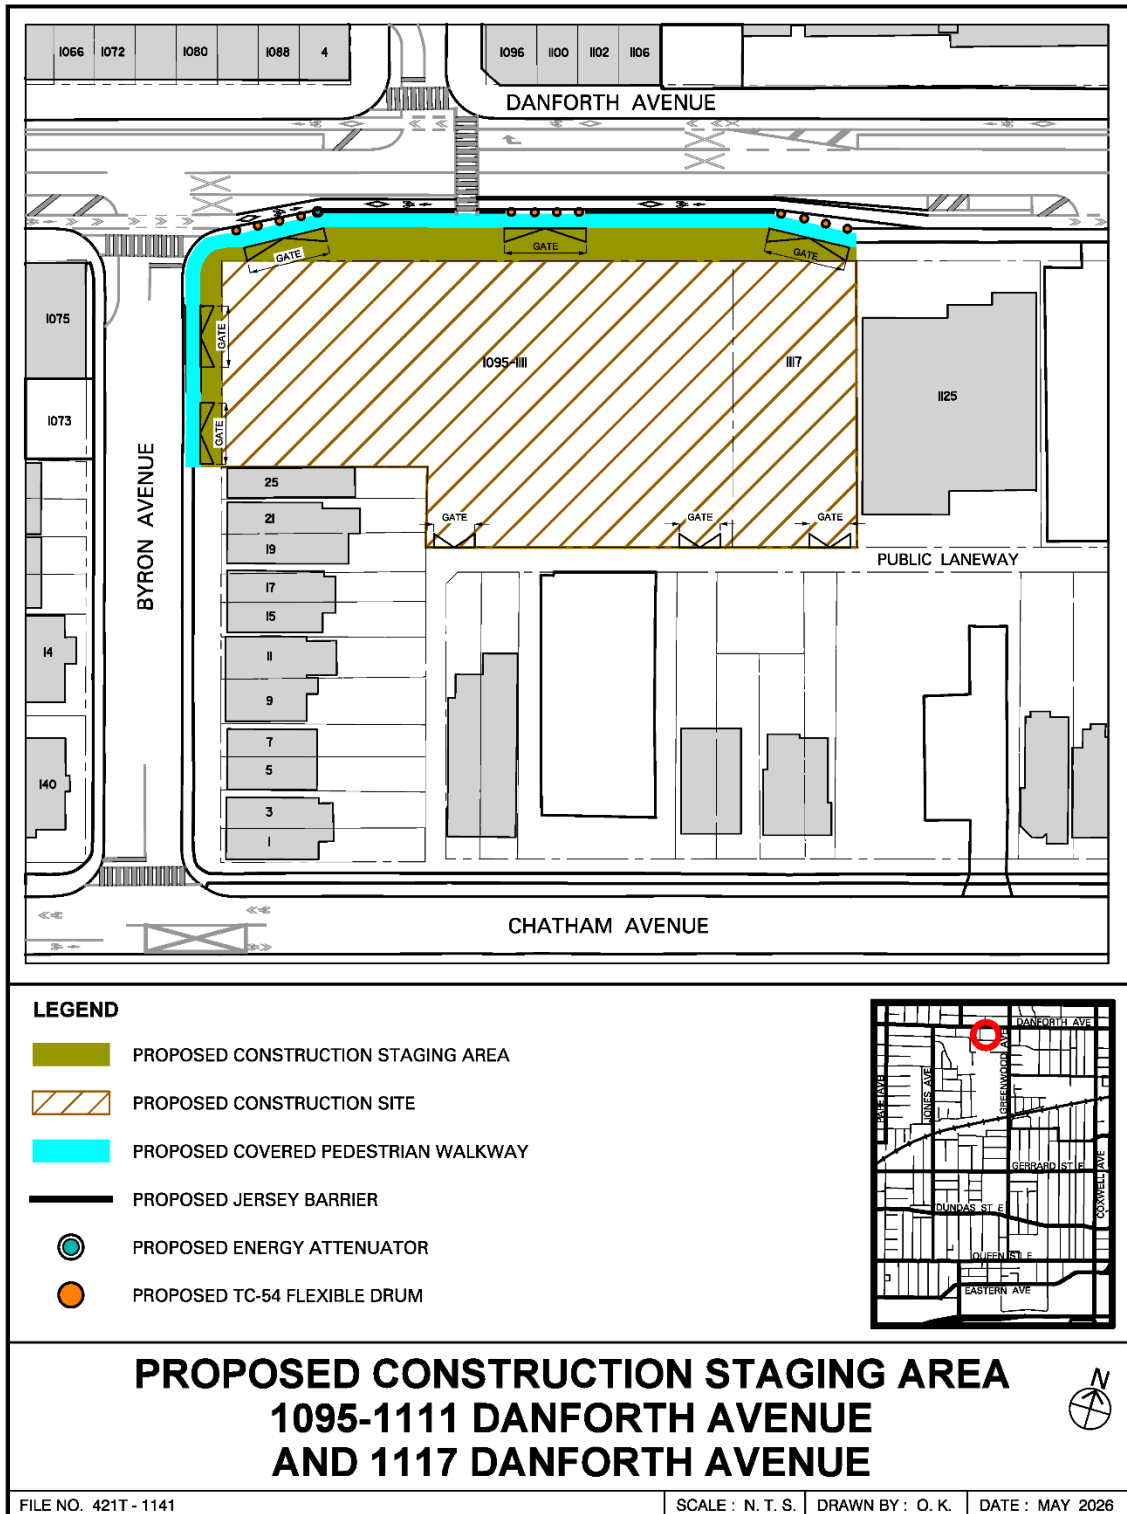 1066 1072 1080 1088 4 1096 1100 1102 1106
DANFORTH AVENUE
GATE GATE GATE
1075
GATE
1095-1111 1117
1125
1073
GATE
BYRON AVENUE
25
21
19
GATE GATE GATE
PUBLIC LANEWAY
17
15
14
11
9
7
5
140
3
1
CHATHAM AVENUE
LEGEND
PROPOSED CONSTRUCTION STAGING AREA
PROPOSED CONSTRUCTION SITE
PROPOSED COVERED PEDESTRIAN WALKWAY
PROPOSED JERSEY BARRIER
PROPOSED ENERGY ATTENUATOR
PROPOSED TC-54 FLEXIBLE DRUM
DANFORTH AVE
PAPE AVE
JONES AVE
GREENWOOD AVE
GERRARD ST E
COXWELL AVE
DUNDAS ST E
QUEEN ST E
EASTERN AVE
PROPOSED CONSTRUCTION STAGING AREA
1095-1111 DANFORTH AVENUE
AND 1117 DANFORTH AVENUE
N
FILE NO. 421T - 1141 SCALE : N. T. S. DRAWN BY : O. K. DATE : MAY 2026